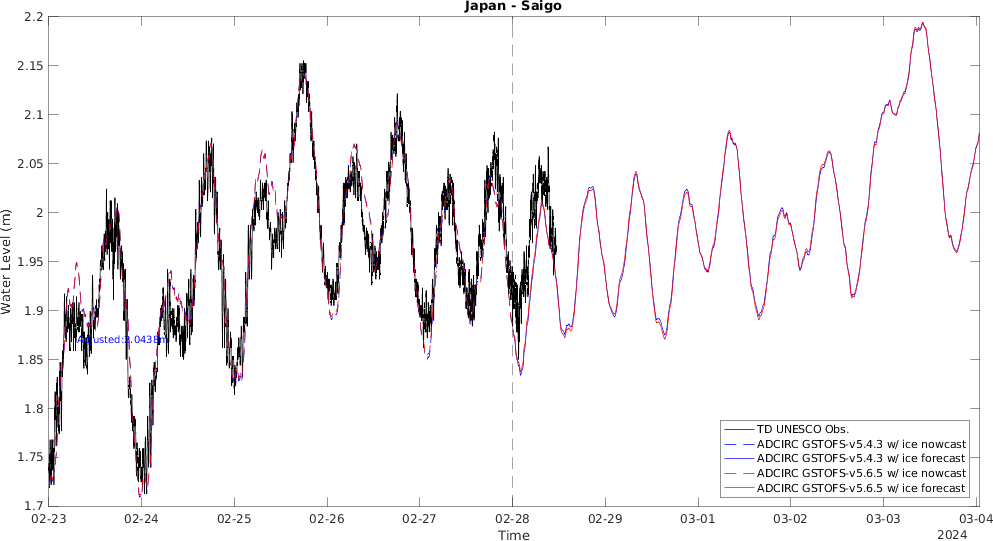 Japan - Saigo
2.2
2.15
2.1
2.05
2
1.95
1.9
1.85
1.8
1.75
1.7
Water Level (m)
Adjusted:2.0438m
TD UNESCO Obs.
ADCIRC GSTOFS-v5.4.3 w/ ice nowcast
ADCIRC GSTOFS-v5.4.3 w/ ice forecast
ADCIRC GSTOFS-v5.6.5 w/ ice nowcast
ADCIRC GSTOFS-v5.6.5 w/ ice forecast
02-23 02-24 02-25 02-26 02-27 02-28 02-29 03-01 03-02 03-03 03-04
Time
2024